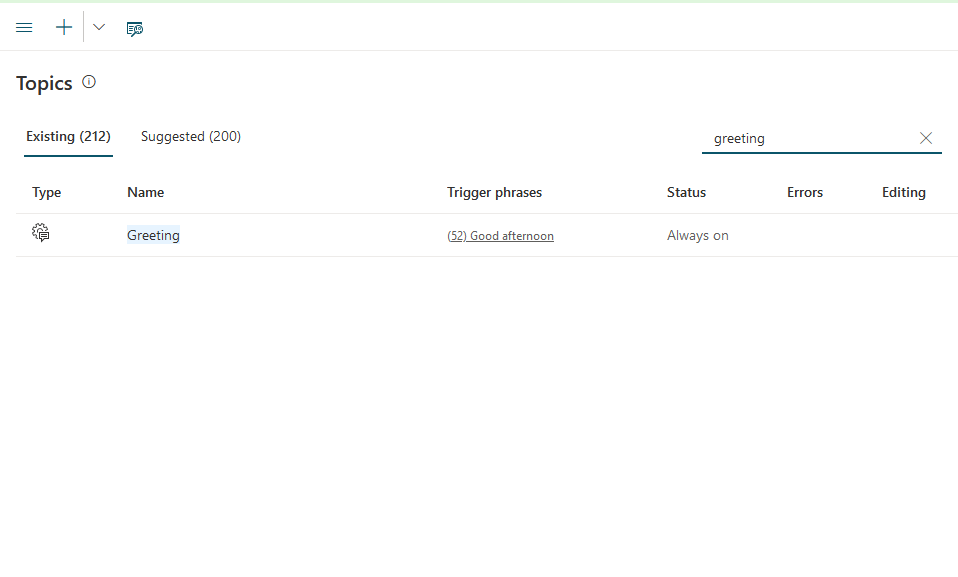 Topics
Existing (212) Suggested (200) greeting
Type Name Trigger phrases Status Errors Editing
Greeting (52) Good afternoon Always on